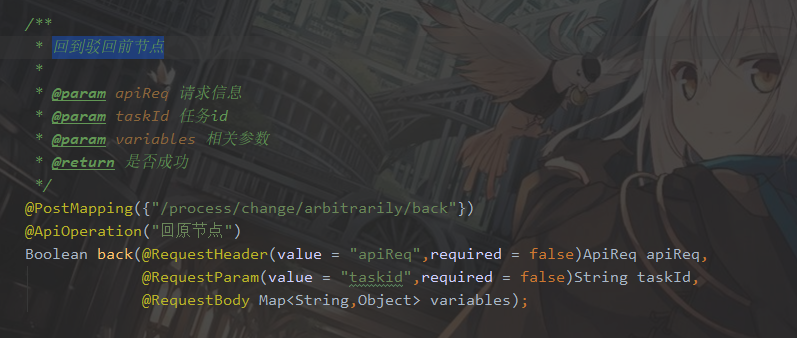 /**
* 回到驳回前节点
*
* @param apiReq 请求信息
* @param taskId 任务id
* @param variables 相关参数
* @return 是否成功
*/
@PostMapping({"/process/change/arbitrarily/back"})
@ApiOperation("回原节点")
Boolean back(@RequestHeader(value = "apiReq",required = false)ApiReq apiReq,
@RequestParam(value = "taskid",required = false)String taskId,
@RequestBody Map<String,Object> variables);